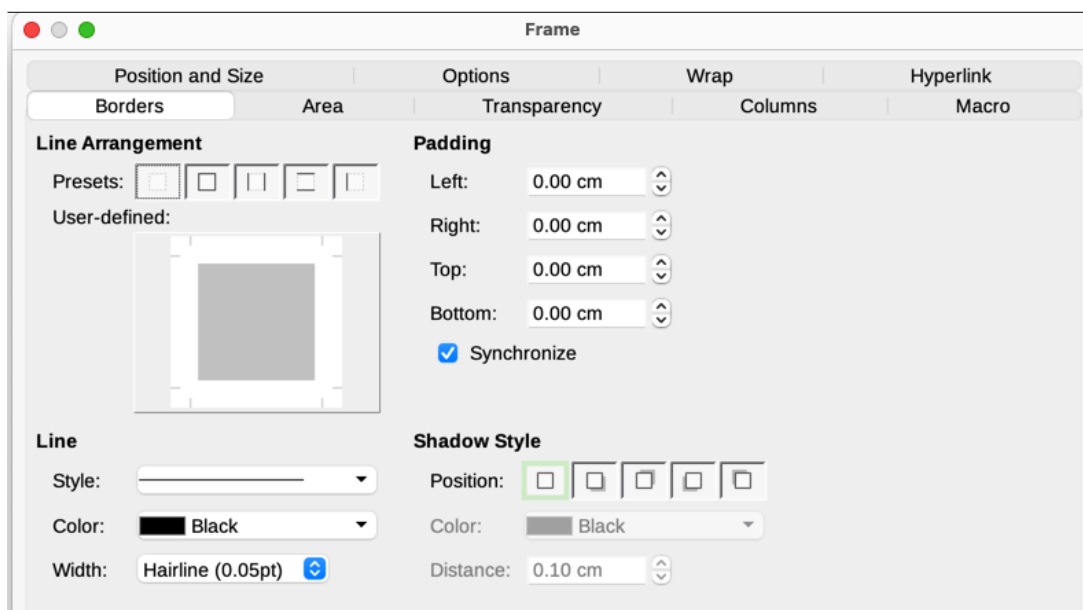 Frame
Position and Size Options Wrap Hyperlink
Borders Area Transparency Columns Macro
Line Arrangement
Presets:
User-defined:
Padding
Left: 0.00 cm
Right: 0.00 cm
Top: 0.00 cm
Bottom: 0.00 cm
Synchronize
Line
Style:
Color: Black
Width: Hairline (0.05pt)
Shadow Style
Position:
Color: Black
Distance: 0.10 cm